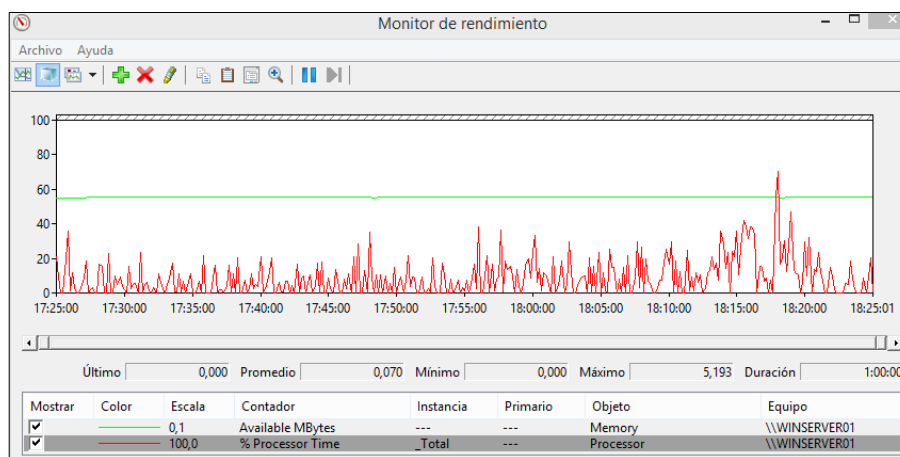 Monitor de rendimiento
Archivo Ayuda
100
80
60
40
20
0
17:25:00 17:30:00 17:35:00 17:40:00 17:45:00 17:50:00 17:55:00 18:00:00 18:05:00 18:10:00 18:15:00 18:20:00 18:25:01
Último 0,000 Promedio 0,070 Mínimo 0,000 Máximo 5,193 Duración 1:00:00
Mostrar Color Escala Contador Instancia Primario Objeto Equipo
0,1 Available MBytes --- --- Memory \\WINSERVER01
100,0 % Processor Time _Total --- Processor \\WINSERVER01